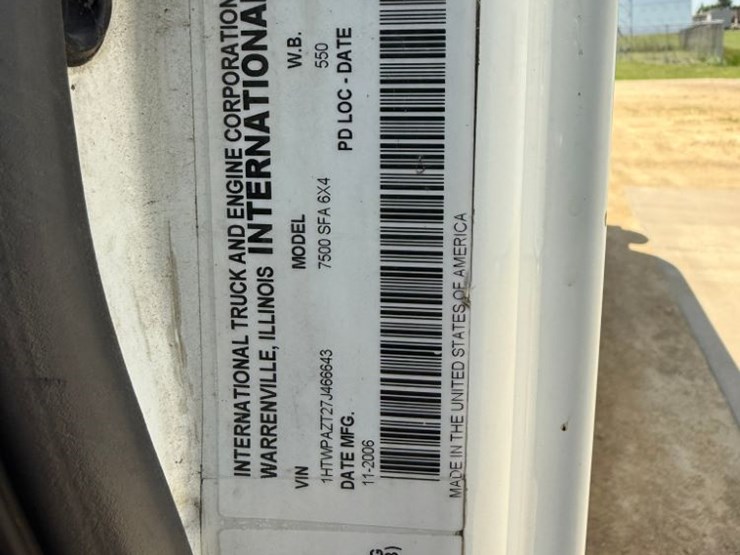 INTERNATIONAL TRUCK AND ENGINE CORPORATION
WARRENVILLE, ILLINOIS INTERNATIONAL
VIN MODEL W.B.
1HTWPAZT27J466643 7500 SFA 6X4 550
DATE MFG. PD LOC - DATE
11-2006
MADE IN THE UNITED STATES OF AMERICA